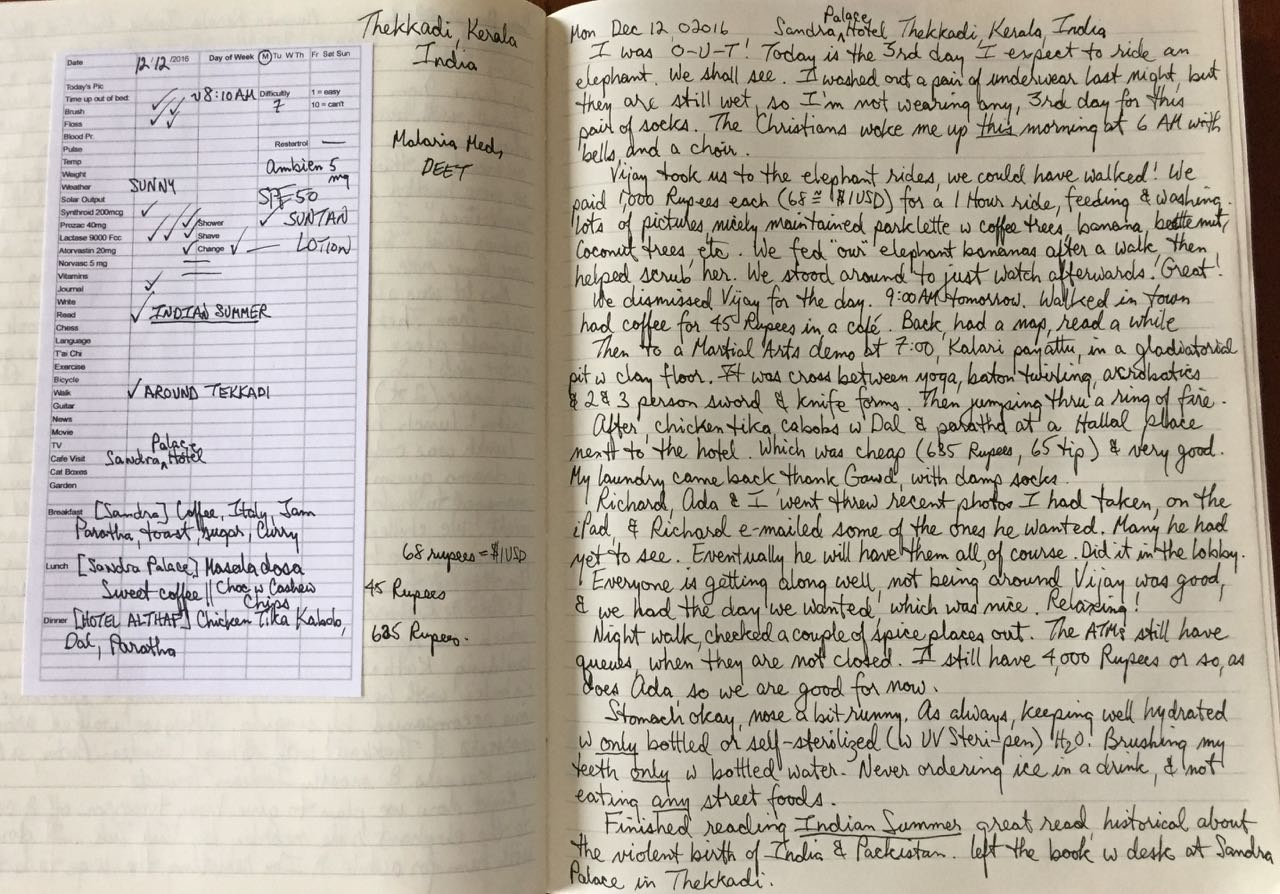 Thekkadi, Kerala
India
Date 12/12/2016 Day of Week M Tu W Th Fr Sat Sun
Today's Pic
Time up out of bed: ~8:10AM Difficulty 1 = easy
Brush 7 10 = can't
Floss
Blood Pr.
Pulse Restertrol —
Temp
Weight Ambien 5 mg
Weather SUNNY
Solar Output SPF 50
Synthroid 200mcg Shower SUNTAN
Prozac 40mg Shave
Lactase 9000 Fcc Change — LOTION
Atorvastin 20mg
Norvasc 5 mg
Vitamins
Journal
Write
Read INDIAN SUMMER
Chess
Language
T'ai Chi
Exercise
Bicycle
Walk AROUND TEKKADI
Guitar
News
Movie
TV
Cafe Visit Sandra Palace Hotel
Cat Boxes
Garden
Breakfast [Sandra] Coffee, Italy Jam
Paratha, toast, sugar, Curry
Lunch [Sandra Palace] Masala dosa
Sweet coffee || Choc w Cashew
Chips
Dinner [HOTEL ALTHAF] Chicken Tika Kabob,
Dal, Paratha
Malaria Meds
DEET
68 rupees = $1USD
45 Rupees
635 Rupees.
Mon Dec 12 02016 Sandra Palace Hotel Thekkadi, Kerala, India
I was O-U-T! Today is the 3rd day I expect to ride an
elephant. We shall see. I washed out a pair of underwear last night, but
they are still wet, so I'm not wearing any, 3rd day for this
pair of socks. The Christians woke me up this morning at 6 AM with
bells and a choir.
Vijay took us to the elephant rides, we could have walked! We
paid 1,000 Rupees each (68 ≅ $1USD) for a 1 Hour ride, feeding & washing.
lots of pictures, nicely maintained parklette w coffee trees, banana, beetle nut,
Coconut trees, etc. We fed "our" elephant bananas after a walk, then
helped scrub her. We stood around to just watch afterwards. Great!
We dismissed Vijay for the day. 9:00 AM tomorrow. Walked in town
had coffee for 45 Rupees in a café. Back, had a nap, read a while
Then to a Martial Arts demo at 7:00, Kalari payattu, in a gladiatorial
pit w clay floor. It was cross between yoga, baton twirling, acrobatics
& 2 & 3 person sword & knife forms. Then jumping thru a ring of fire.
After, chicken tika cabobs w Dal & paratha at a Hallal place
next to the hotel. Which was cheap (635 Rupees, 65 tip) & very good.
My laundry came back thank Gawd, with damp socks.
Richard, Ada & I went threw recent photos I had taken, on the
iPad, & Richard e-mailed some of the ones he wanted. Many he had
yet to see. Eventually he will have them all, of course. Did it in the lobby.
Everyone is getting along well, not being around Vijay was good,
& we had the day we wanted, which was nice. Relaxing!
Night walk, checked a couple of spice places out. The ATMs still have
queues, when they are not closed. I still have 4,000 Rupees or so, as
does Ada, so we are good for now.
Stomach okay, nose a bit runny. As always, keeping well hydrated
w only bottled or self-sterilized (w UV Steri-pen) H2O. Brushing my
teeth only w bottled water. Never ordering ice in a drink, & not
eating any street foods.
Finished reading Indian Summer great read, historical about
the violent birth of India & Packistan. left the book w desk at Sandra
Palace in Thekkadi.